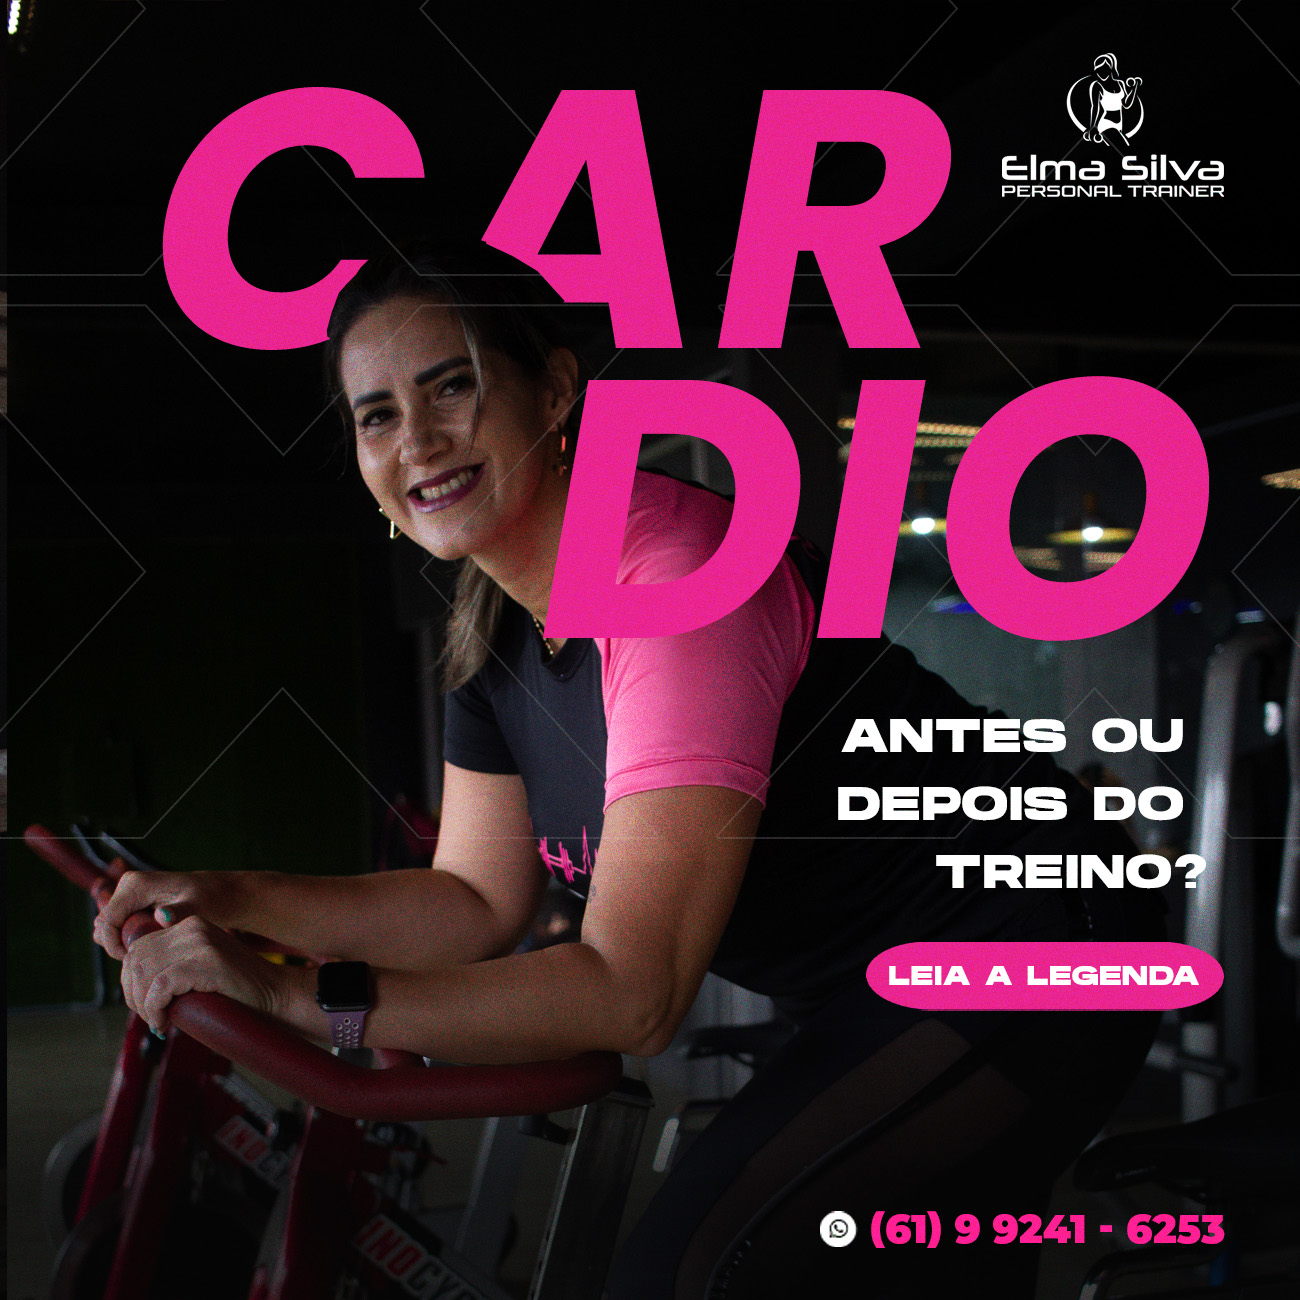 CAR
DIO
Elma Silva
PERSONAL TRAINER
ANTES OU
DEPOIS DO
TREINO?
LEIA A LEGENDA
(61) 9 9241 - 6253